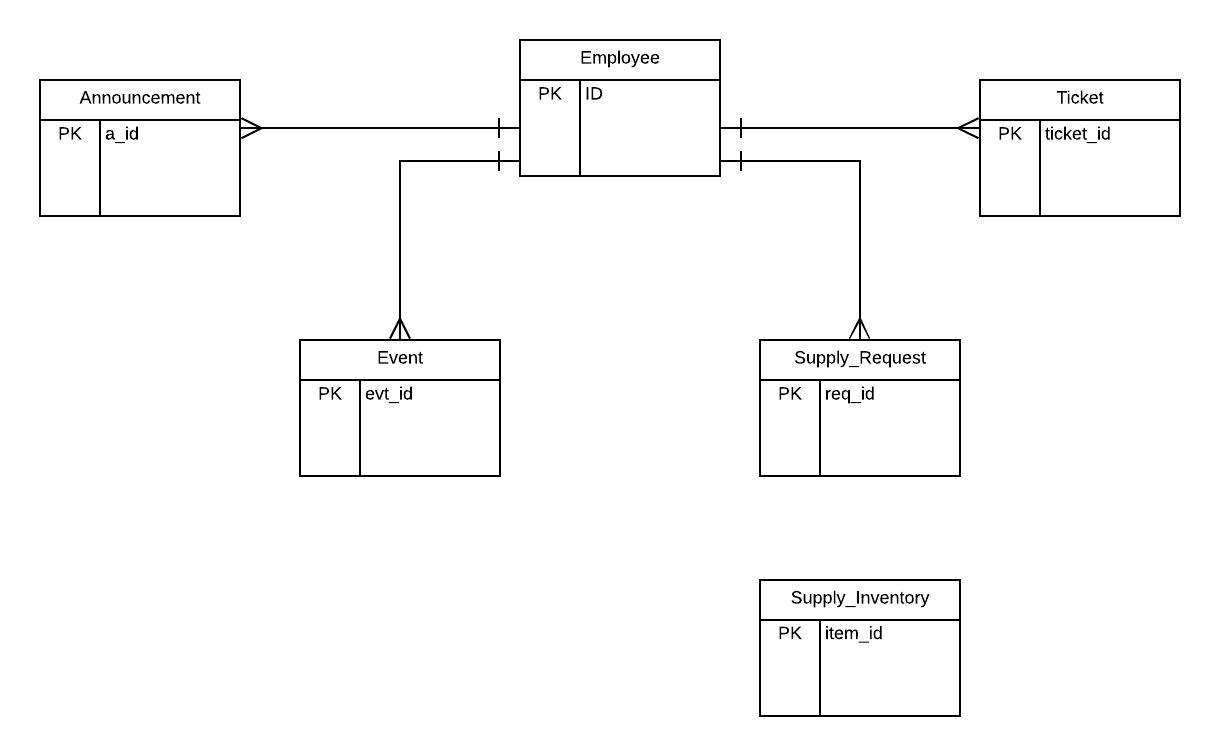 Employee
PK ID
Announcement
PK a_id
Ticket
PK ticket_id
Event
PK evt_id
Supply_Request
PK req_id
Supply_Inventory
PK item_id